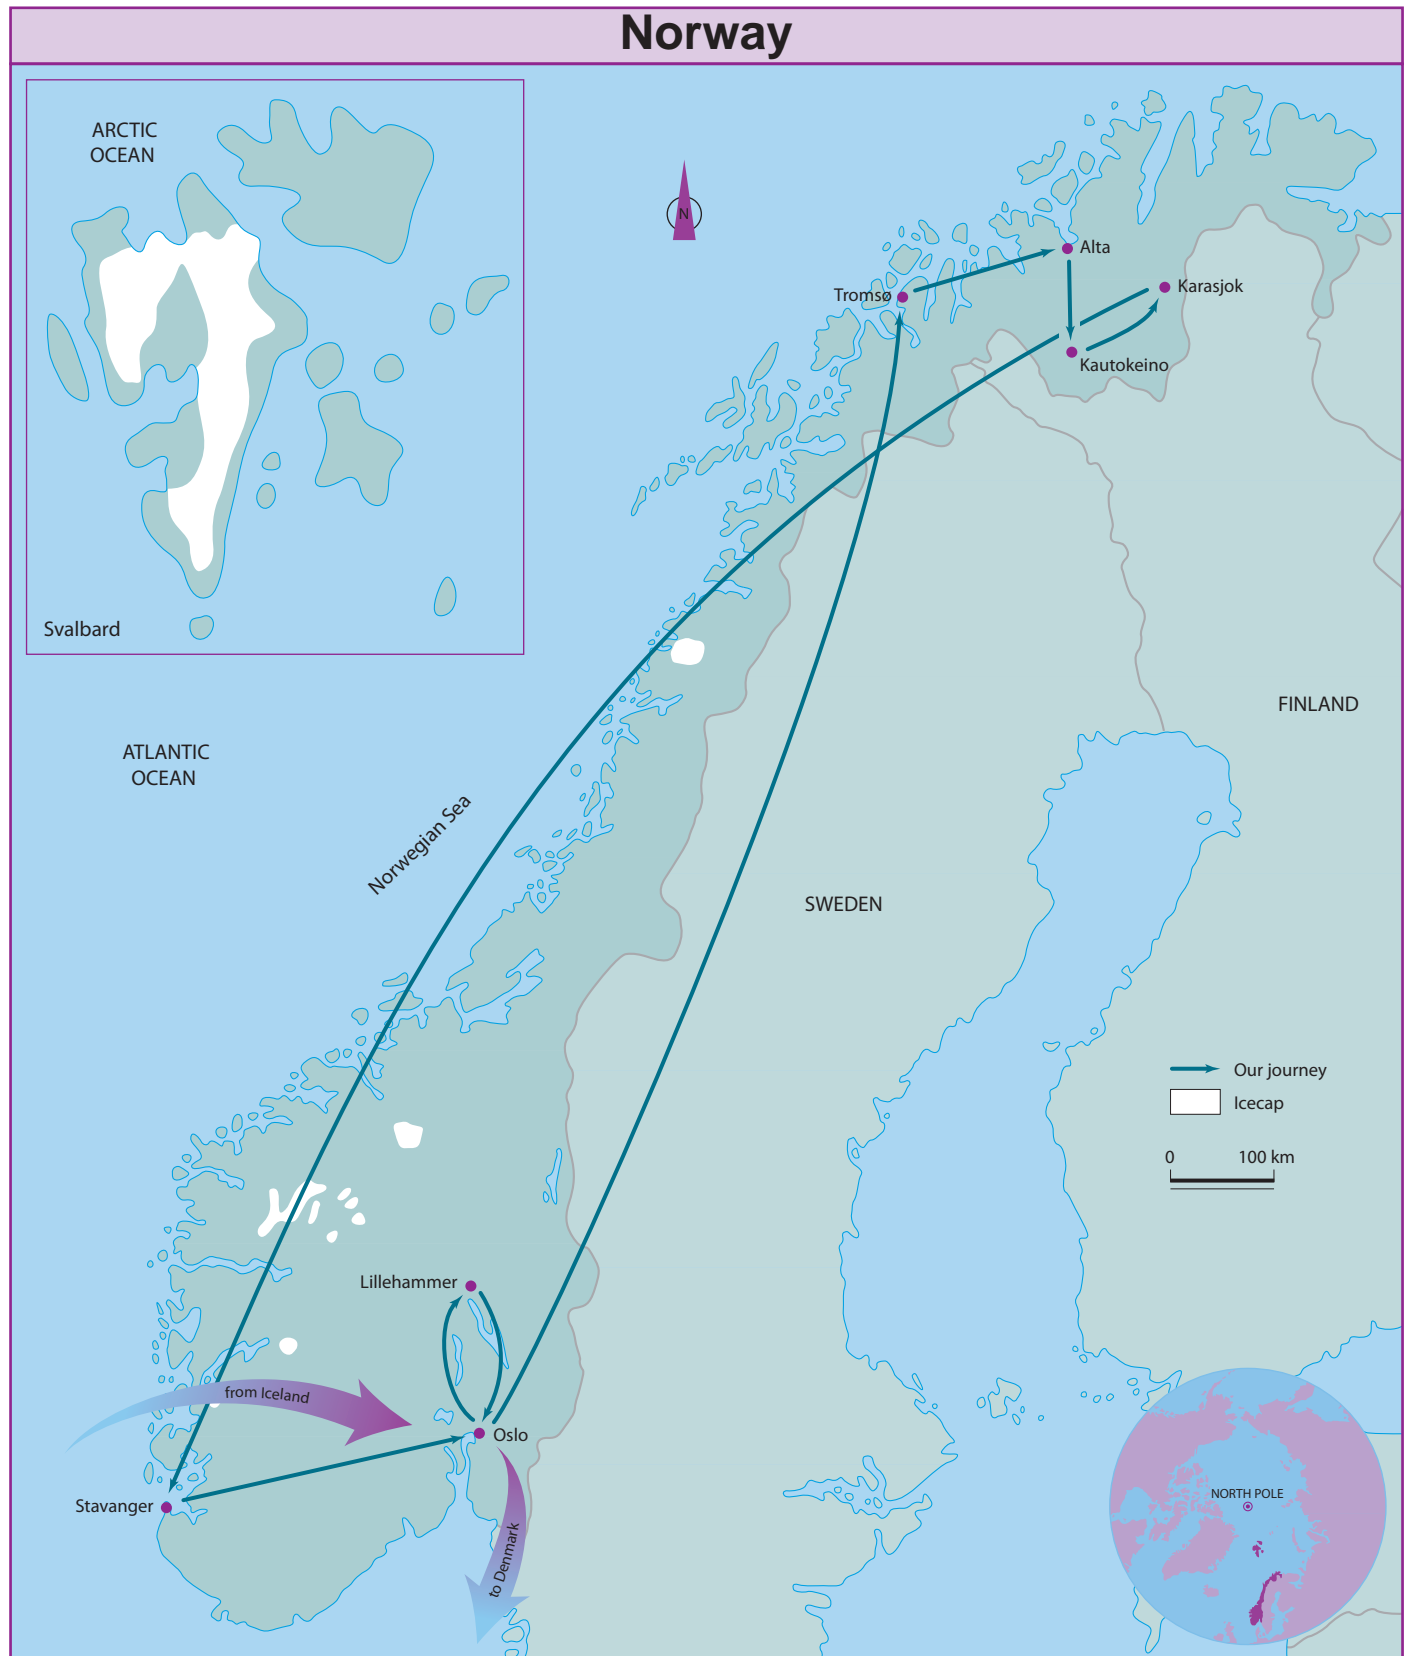 Norway
ARCTIC
OCEAN
Svalbard
N
Alta
Tromsø
Karasjok
Kautokeino
FINLAND
ATLANTIC
OCEAN
Norwegian Sea
SWEDEN
Our journey
Icecap
0 100 km
Lillehammer
from Iceland
Oslo
Stavanger
to Denmark
NORTH POLE